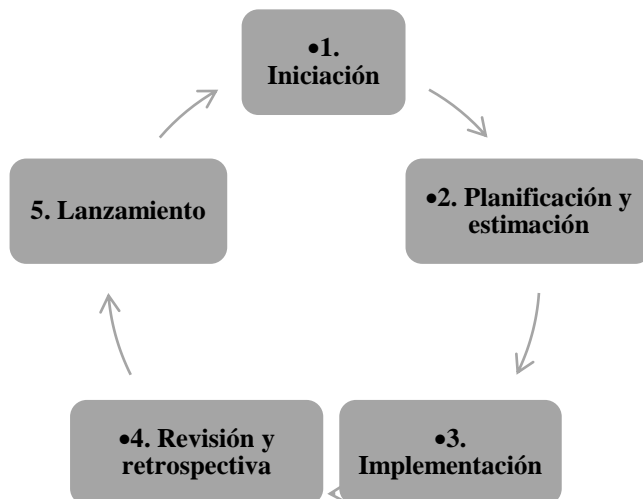 •1.
Iniciación
•2. Planificación y
estimación
•3.
Implementación
•4. Revisión y
retrospectiva
5. Lanzamiento